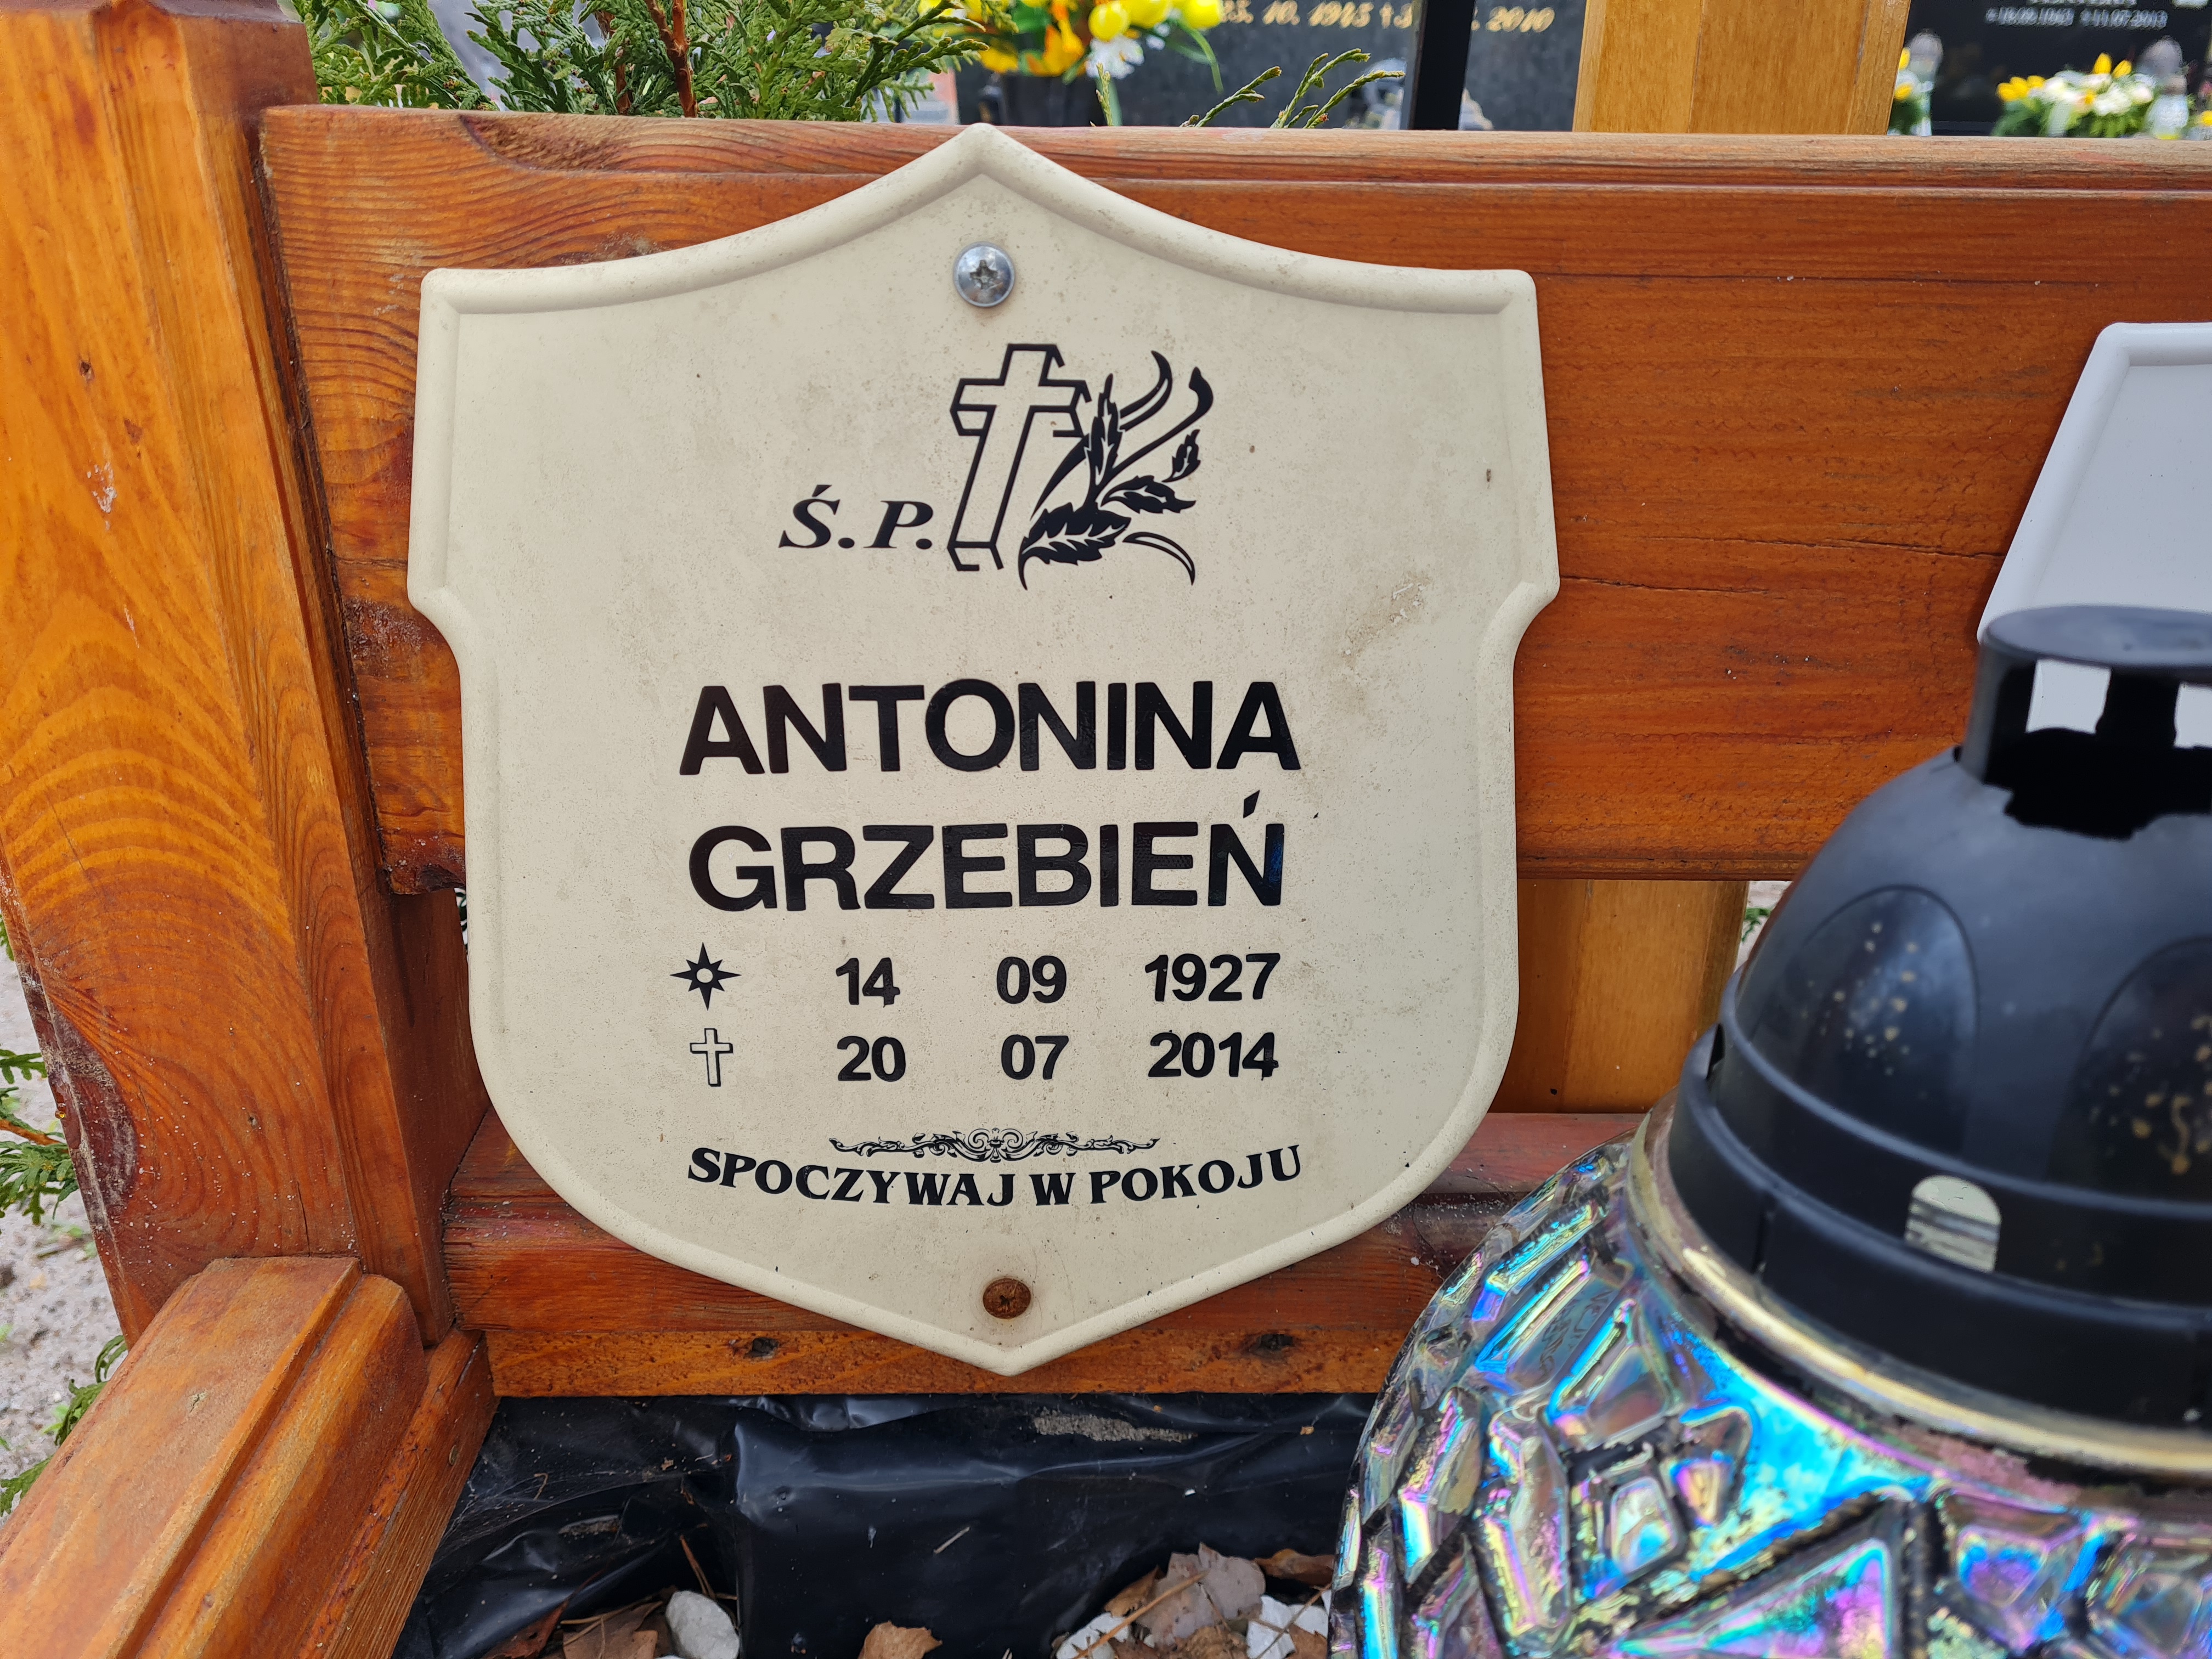 Ś.P.
ANTONINA
GRZEBIEŃ
14 09 1927
20 07 2014
SPOCZYWAJ W POKOJU